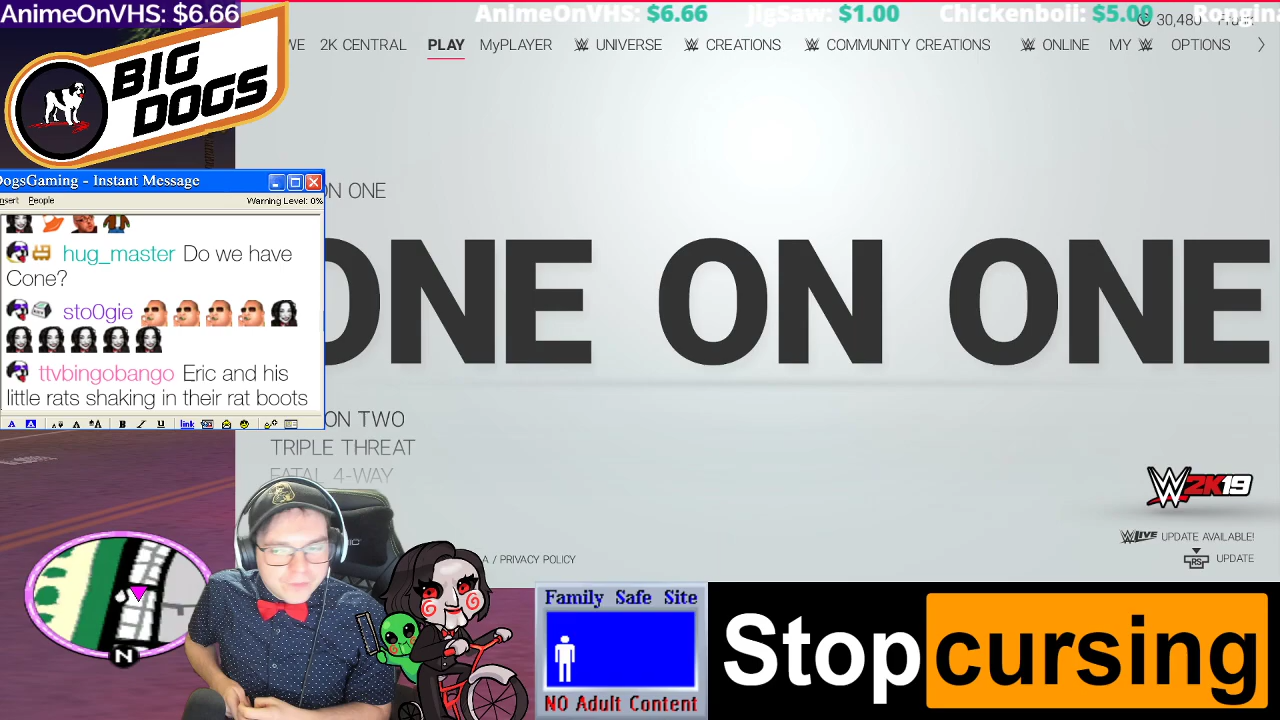 AnimeOnVHS: $6.66
AnimeOnVHS: $6.66 JigSaw: $1.00 Chickenboii: $5.00
30,480
2K CENTRAL PLAY MyPLAYER UNIVERSE CREATIONS COMMUNITY CREATIONS ONLINE MY OPTIONS
BIG
DOGS
DogsGaming - Instant Message
People
Warning Level: 0%
hug_master Do we have
Cone?
sto0gie
ttvbingobango Eric and his
little rats shaking in their rat boots
B I U link
ON ONE
ONE ON ONE
ON TWO
TRIPLE THREAT
FATAL 4-WAY
W 2K19
LIVE UPDATE AVAILABLE!
RS UPDATE
/ PRIVACY POLICY
N
Family Safe Site
NO Adult Content
Stop cursing